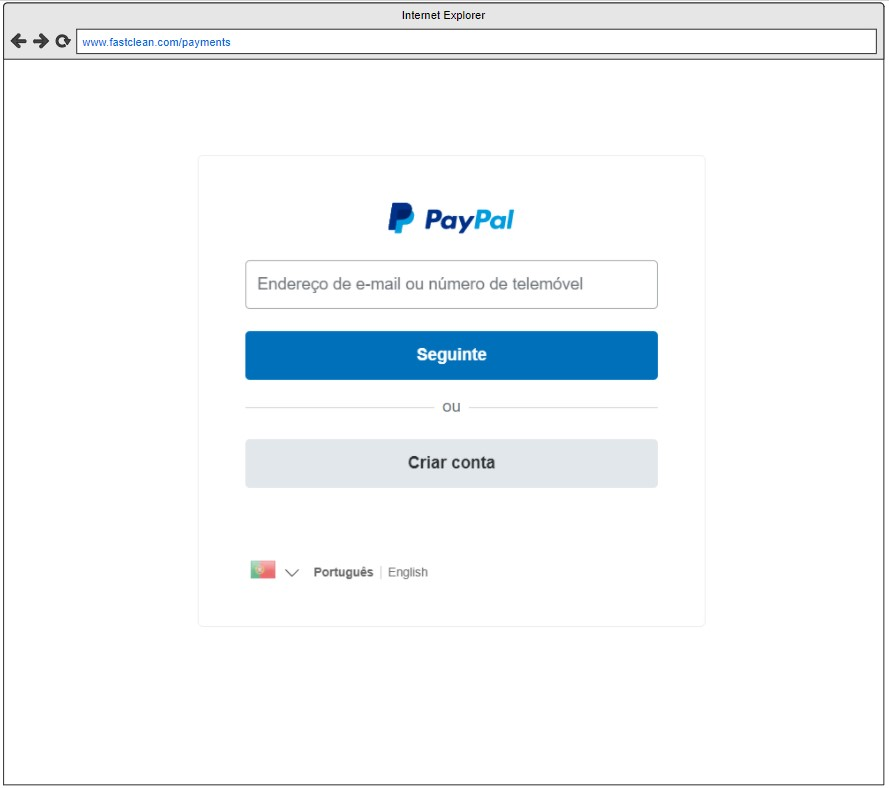 Internet Explorer
www.fastclean.com/payments
PayPal
Endereço de e-mail ou número de telemóvel
Seguinte
ou
Criar conta
Português | English